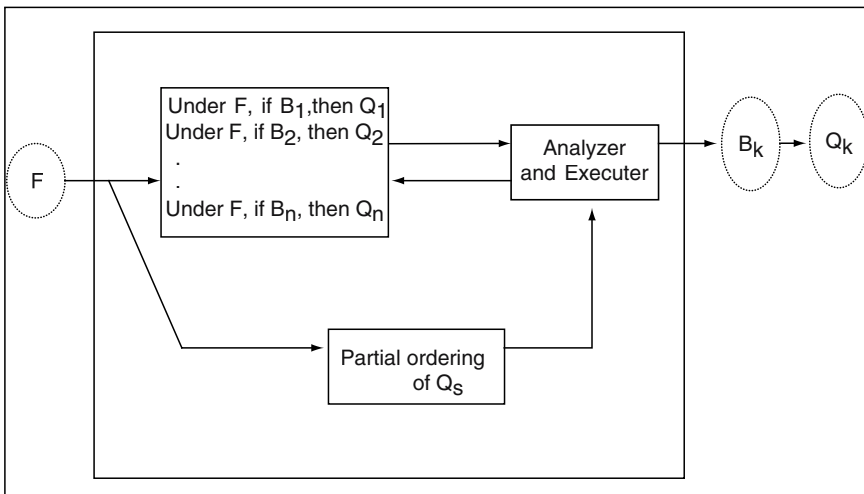 F
Under F, if B1,then Q1
Under F, if B2, then Q2
.
.
Under F, if Bn, then Qn
Analyzer
and Executer
Partial ordering
of Qs
Bk
Qk